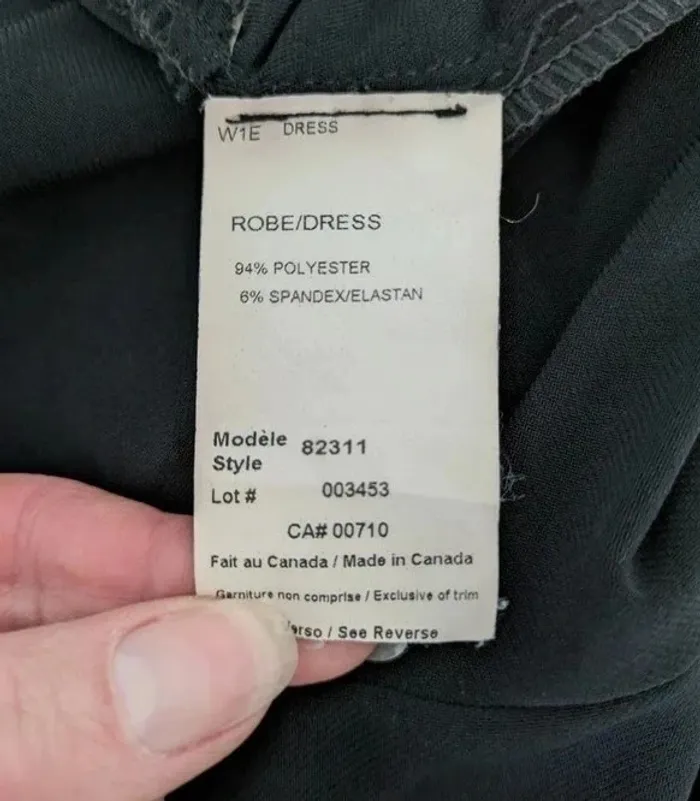 W1E DRESS
ROBE/DRESS
94% POLYESTER
6% SPANDEX/ELASTAN
Modèle
Style 82311
Lot # 003453
CA# 00710
Fait au Canada / Made in Canada
Garniture non comprise / Exclusive of trim
/ See Reverse